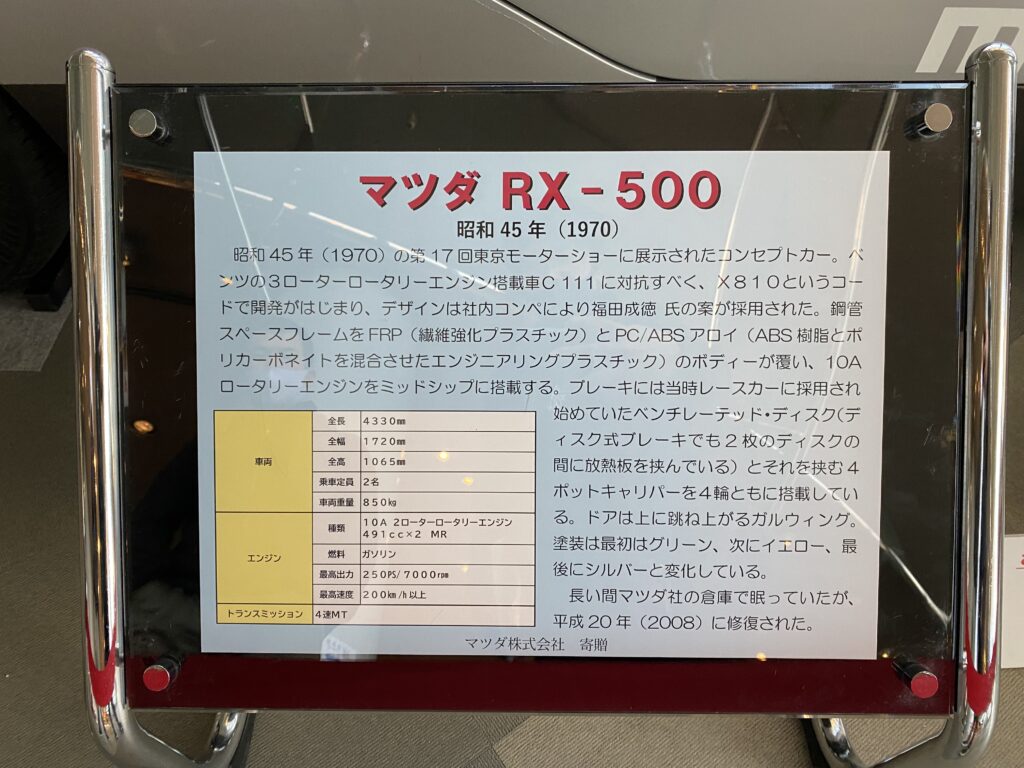 マツダ RX-500
昭和45年（1970）
昭和45年（1970）の第17回東京モーターショーに展示されたコンセプトカー。ベ
ンツの３ローターロータリーエンジン搭載車Ｃ111に対抗すべく、Ｘ８１０というコー
ドで開発がはじまり、デザインは社内コンペにより福田成徳 氏の案が採用された。鋼管
スペースフレームをFRP（繊維強化プラスチック）とPC/ABSアロイ（ABS樹脂とポ
リカーボネイトを混合させたエンジニアリングプラスチック）のボディーが覆い、10A
ロータリーエンジンをミッドシップに搭載する。ブレーキには当時レースカーに採用され
始めていたベンチレーテッド・ディスク（デ
ィスク式ブレーキでも２枚のディスクの
間に放熱板を挟んでいる）とそれを挟む４
ポットキャリパーを４輪ともに搭載してい
る。ドアは上に跳ね上がるガルウィング。
塗装は最初はグリーン、次にイエロー、最
後にシルバーと変化している。
長い間マツダ社の倉庫で眠っていたが、
平成20年（2008）に修復された。
車両
全長 4330㎜
全幅 1720㎜
全高 1065㎜
乗車定員 2名
車両重量 850㎏
エンジン
種類 10A 2ローターロータリーエンジン
491cc×2 MR
燃料 ガソリン
最高出力 250PS/7000rpm
最高速度 200㎞/h以上
トランスミッション 4速MT
マツダ株式会社 寄贈